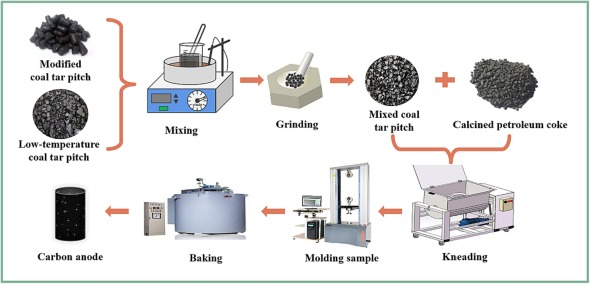 Modified
coal tar pitch
Low-temperature
coal tar pitch
Mixing
Grinding
Mixed coal
tar pitch
Calcined petroleum coke
Carbon anode
Baking
Molding sample
Kneading